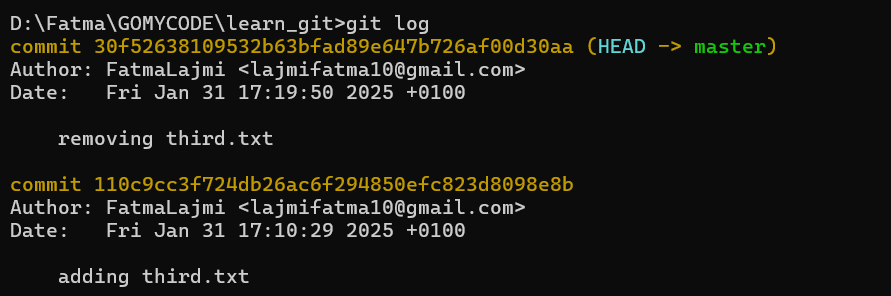 D:\Fatma\GOMYCODE\learn_git>git log
commit 30f52638109532b63bfad89e647b726af00d30aa (HEAD -> master)
Author: FatmaLajmi <lajmifatma10@gmail.com>
Date:   Fri Jan 31 17:19:50 2025 +0100
    removing third.txt
commit 110c9cc3f724db26ac6f294850efc823d8098e8b
Author: FatmaLajmi <lajmifatma10@gmail.com>
Date:   Fri Jan 31 17:10:29 2025 +0100
    adding third.txt